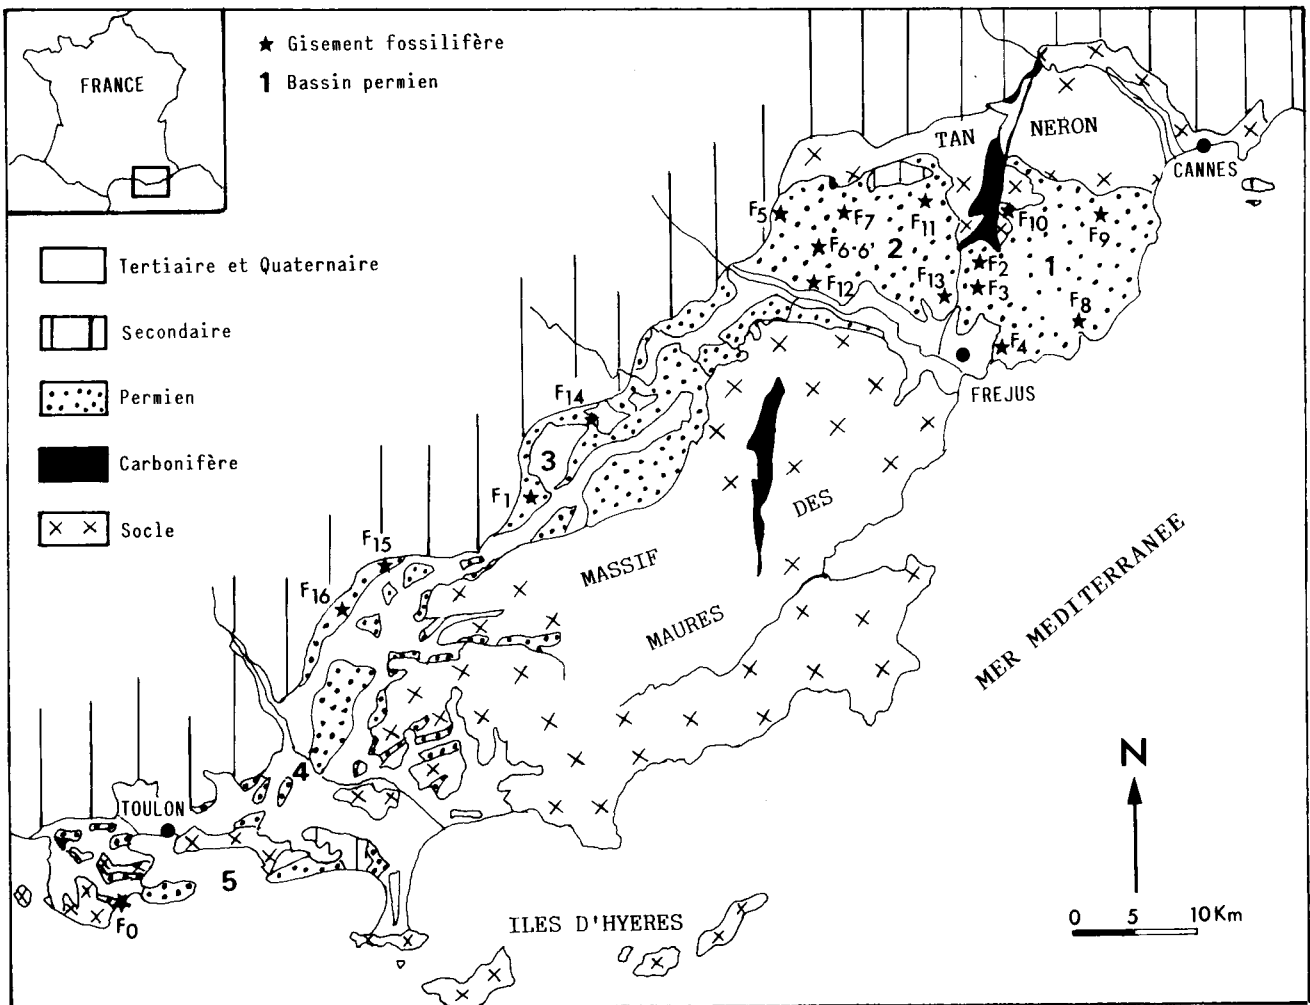 FRANCE
★ Gisement fossilifère
1 Bassin permien
Tertiaire et Quaternaire
Secondaire
Permien
Carbonifère
Socle
TANNERON
CANNES
F5
F7
F11
F10
F9
F6-6'
2
F2
1
F12
F13
F3
F8
F4
FREJUS
F14
3
F1
DES
MASSIF
MAURES
F15
F16
MER MEDITERRANEE
N
4
TOULON
5
F0
ILES D'HYERES
0 5 10 Km